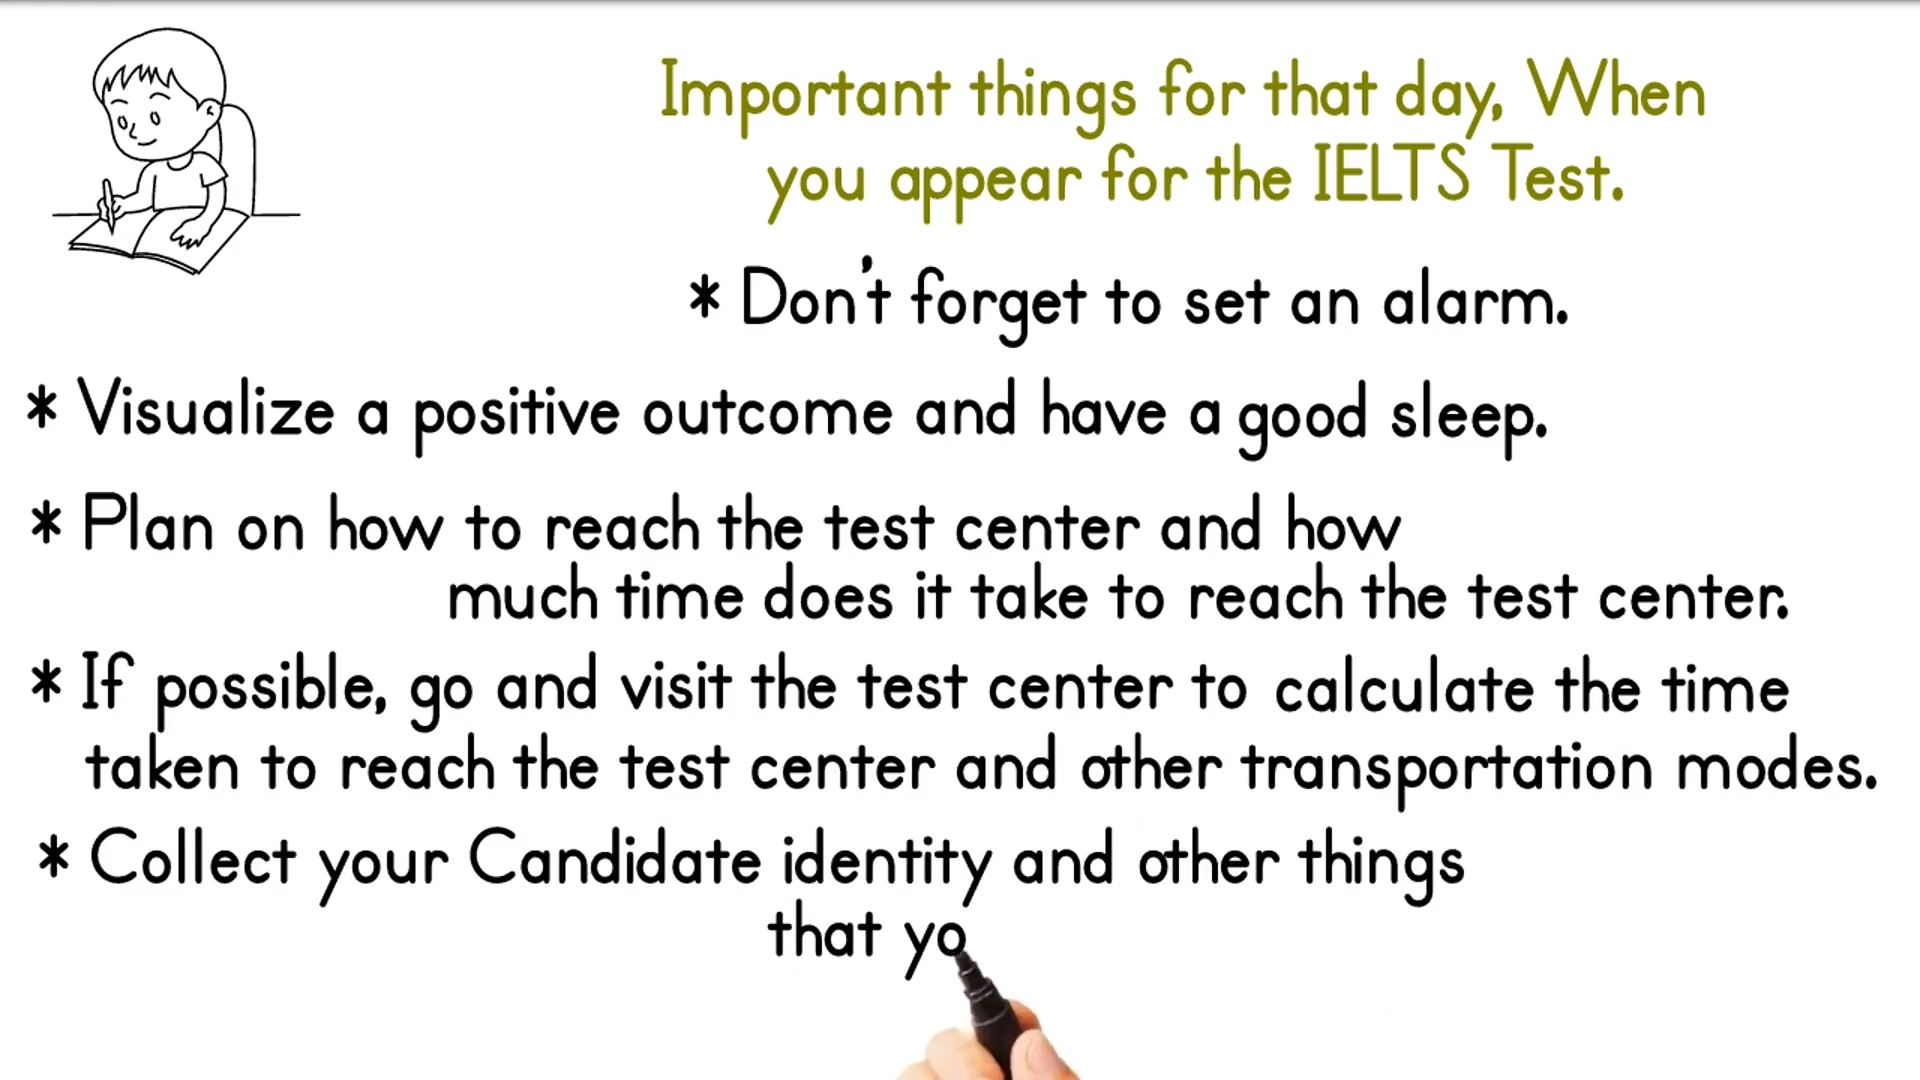 Important things for that day, When
you appear for the IELTS Test.
* Don't forget to set an alarm.
* Visualize a positive outcome and have a good sleep.
* Plan on how to reach the test center and how
much time does it take to reach the test center.
* If possible, go and visit the test center to calculate the time
taken to reach the test center and other transportation modes.
* Collect your Candidate identity and other things
that yo